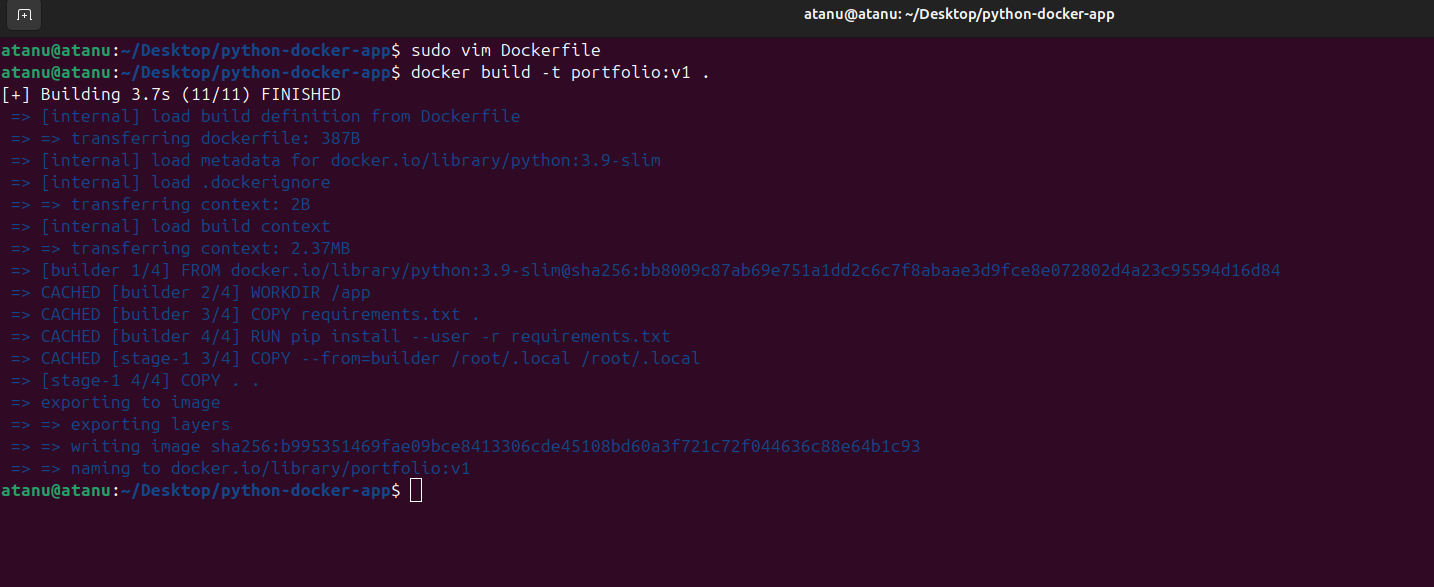 atanu@atanu: ~/Desktop/python-docker-app
atanu@atanu:~/Desktop/python-docker-app$ sudo vim Dockerfile
atanu@atanu:~/Desktop/python-docker-app$ docker build -t portfolio:v1 .
[+] Building 3.7s (11/11) FINISHED
=> [internal] load build definition from Dockerfile
=> => transferring dockerfile: 387B
=> [internal] load metadata for docker.io/library/python:3.9-slim
=> [internal] load .dockerignore
=> => transferring context: 2B
=> [internal] load build context
=> => transferring context: 2.37MB
=> [builder 1/4] FROM docker.io/library/python:3.9-slim@sha256:bb8009c87ab69e751a1dd2c6c7f8abaae3d9fce8e072802d4a23c95594d16d84
=> CACHED [builder 2/4] WORKDIR /app
=> CACHED [builder 3/4] COPY requirements.txt .
=> CACHED [builder 4/4] RUN pip install --user -r requirements.txt
=> CACHED [stage-1 3/4] COPY --from=builder /root/.local /root/.local
=> [stage-1 4/4] COPY . .
=> exporting to image
=> => exporting layers
=> => writing image sha256:b995351469fae09bce8413306cde45108bd60a3f721c72f044636c88e64b1c93
=> => naming to docker.io/library/portfolio:v1
atanu@atanu:~/Desktop/python-docker-app$